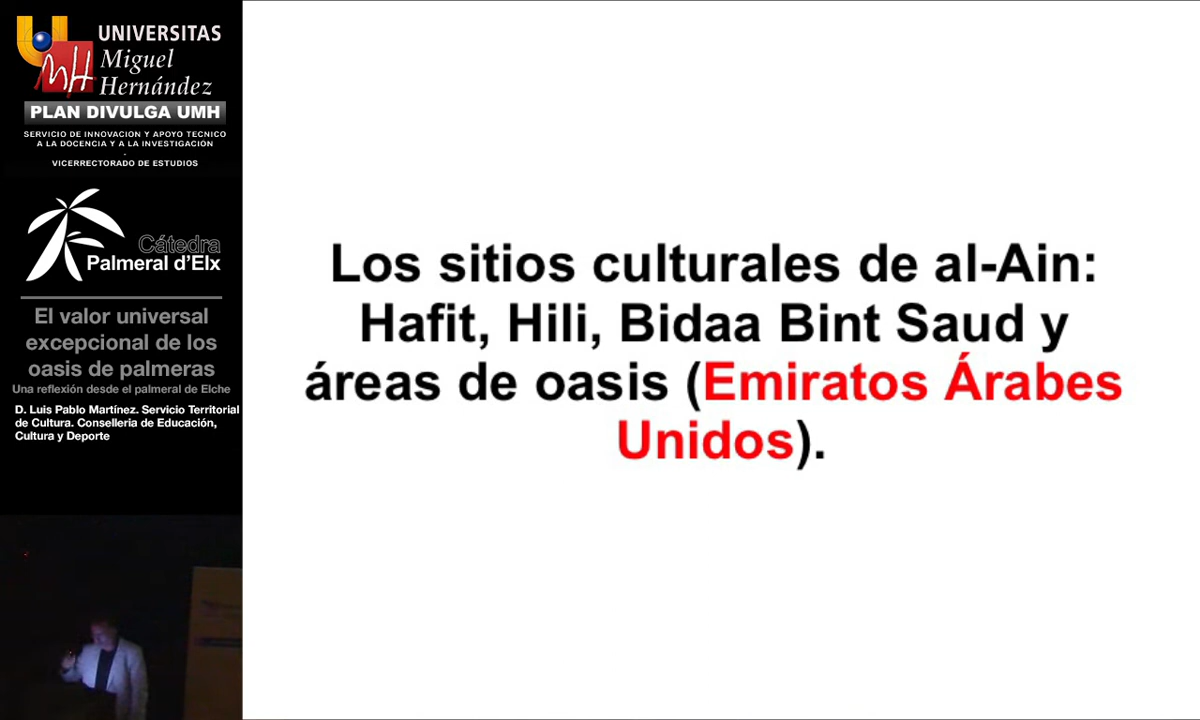 UNIVERSITAS
Miguel
Hernández
PLAN DIVULGA UMH
SERVICIO DE INNOVACION Y APOYO TECNICO
A LA DOCENCIA Y A LA INVESTIGACION
VICERRECTORADO DE ESTUDIOS
Cátedra
Palmeral d'Elx
El valor universal
excepcional de los
oasis de palmeras
Una reflexión desde el palmeral de Elche
D. Luis Pablo Martínez. Servicio Territorial
de Cultura. Conselleria de Educación,
Cultura y Deporte
Los sitios culturales de al-Ain:
Hafit, Hili, Bidaa Bint Saud y
áreas de oasis (Emiratos Árabes
Unidos).